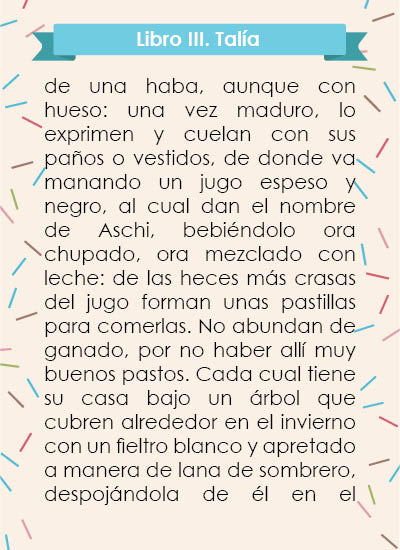 Libro III. Talía
de una haba, aunque con
hueso: una vez maduro, lo
exprimen y cuelan con sus
paños o vestidos, de donde va
manando un jugo espeso y
negro, al cual dan el nombre
de Aschi, bebiéndolo ora
chupado, ora mezclado con
leche: de las heces más crasas
del jugo forman unas pastillas
para comerlas. No abundan de
ganado, por no haber allí muy
buenos pastos. Cada cual tiene
su casa bajo un árbol que
cubren alrededor en el invierno
con un fieltro blanco y apretado
a manera de lana de sombrero,
despojándola de él en el